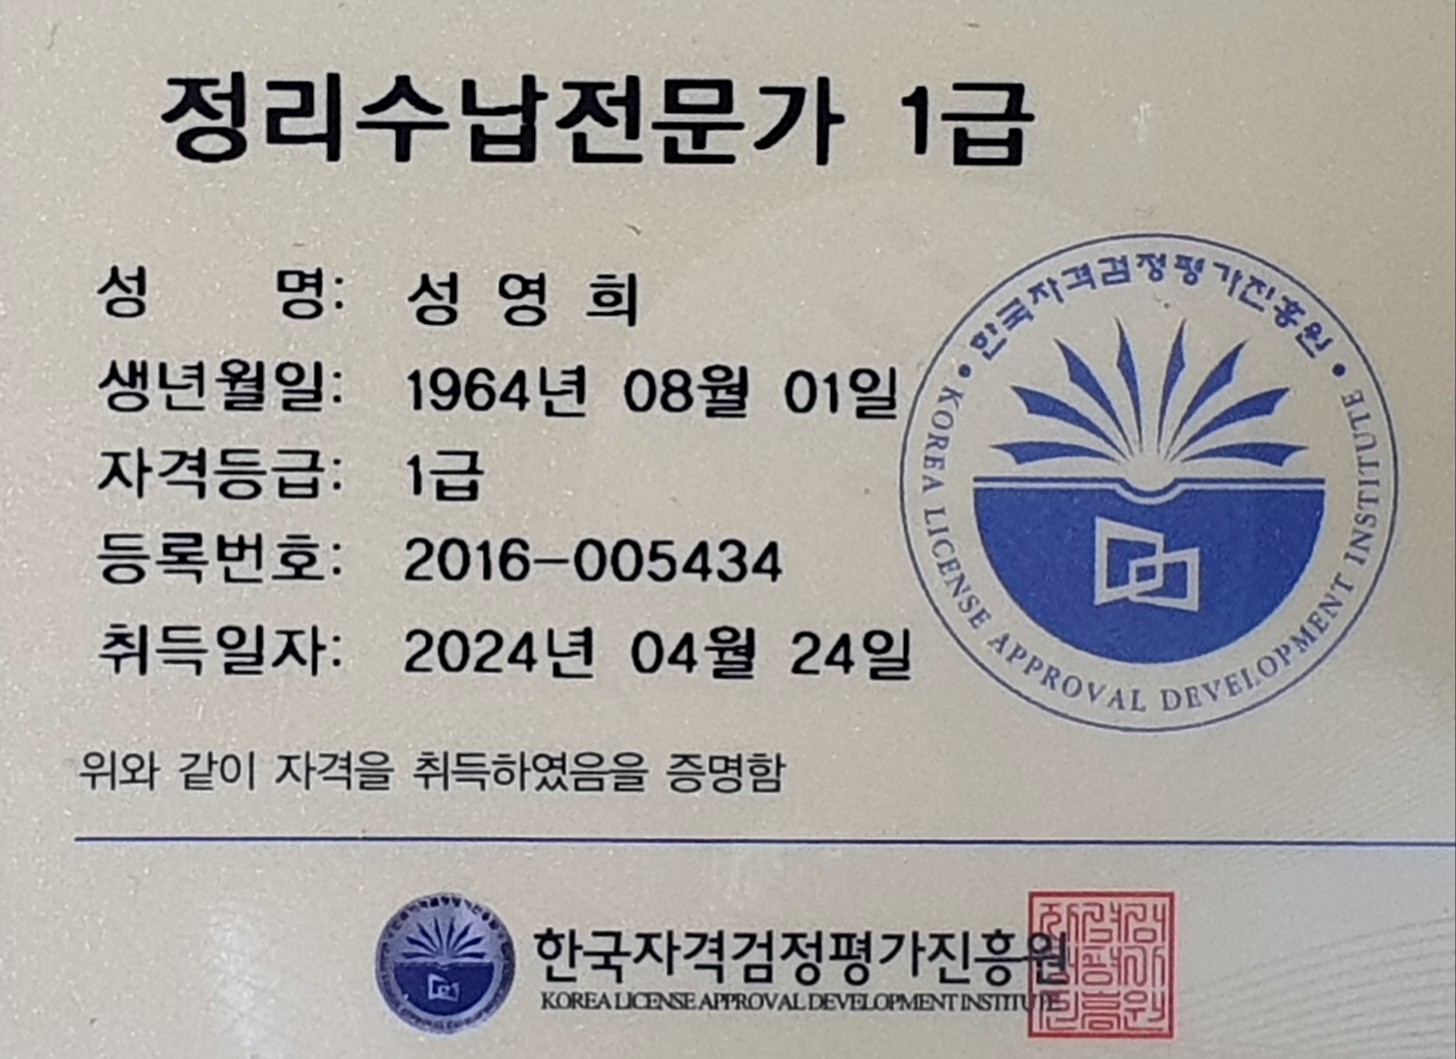 정리수납전문가 1급
성 명: 성 영 희
생년월일: 1964년 08월 01일
자격등급: 1급
등록번호: 2016-005434
취득일자: 2024년 04월 24일
한국자격검정평가진흥원
KOREA LICENSE APPROVAL DEVELOPMENT INSTITUTE
위와 같이 자격을 취득하였음을 증명함
한국자격검정평가진흥원
KOREA LICENSE APPROVAL DEVELOPMENT INSTITUTE